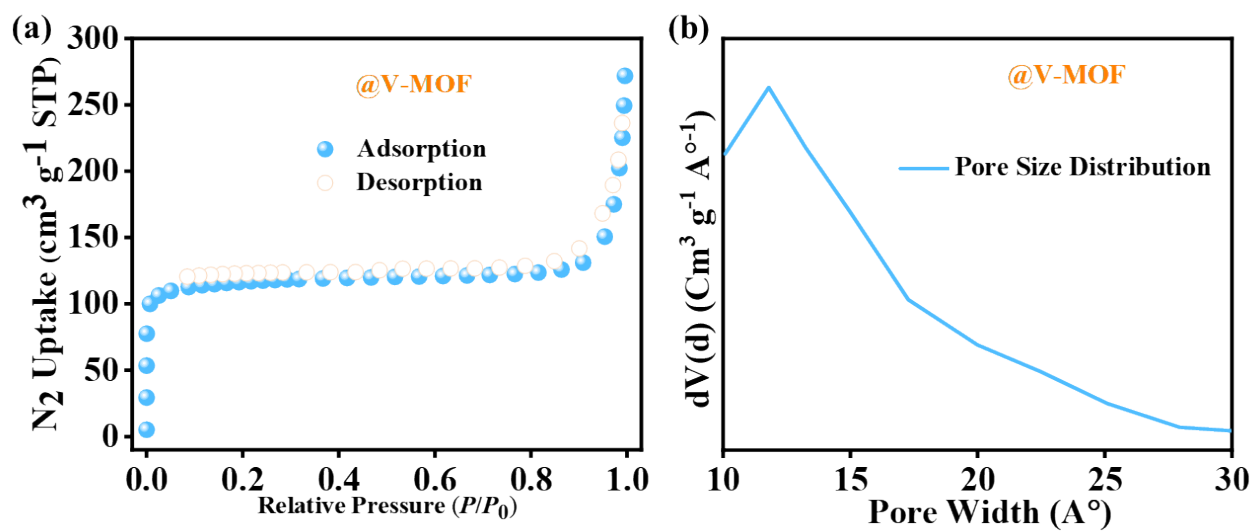 (a)
300
250
200
150
100
50
0
N2 Uptake (cm3 g-1 STP)
@V-MOF
Adsorption
Desorption
0.0 0.2 0.4 0.6 0.8 1.0
Relative Pressure (P/P0)
(b)
dV(d) (Cm3 g-1 A°-1)
@V-MOF
Pore Size Distribution
10 15 20 25 30
Pore Width (A°)